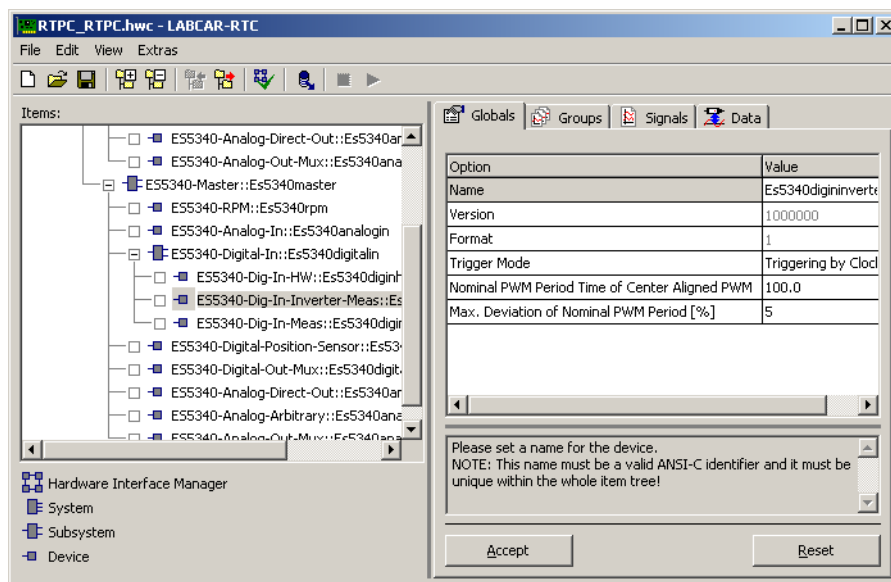 RTPC_RTPC.hwc - LABCAR-RTC
File Edit View Extras
Items:
ES5340-Analog-Direct-Out::Es5340ar
ES5340-Analog-Out-Mux::Es5340ana
ES5340-Master::Es5340master
ES5340-RPM::Es5340rpm
ES5340-Analog-In::Es5340analogin
ES5340-Digital-In::Es5340digitalin
ES5340-Dig-In-HW::Es5340diginh
ES5340-Dig-In-Inverter-Meas::Es
ES5340-Dig-In-Meas::Es5340digir
ES5340-Digital-Position-Sensor::Es53
ES5340-Digital-Out-Mux::Es5340digit
ES5340-Analog-Direct-Out::Es5340ar
ES5340-Analog-Arbitrary::Es5340ana
ES5340-Analog-Out-Mux::Es5340ana
Hardware Interface Manager
System
Subsystem
Device
Globals Groups Signals Data
Option Value
Name Es5340digininverte
Version 1000000
Format 1
Trigger Mode Triggering by Clocl
Nominal PWM Period Time of Center Aligned PWM 100.0
Max. Deviation of Nominal PWM Period [%] 5
Please set a name for the device.
NOTE: This name must be a valid ANSI-C identifier and it must be
unique within the whole item tree!
Accept Reset